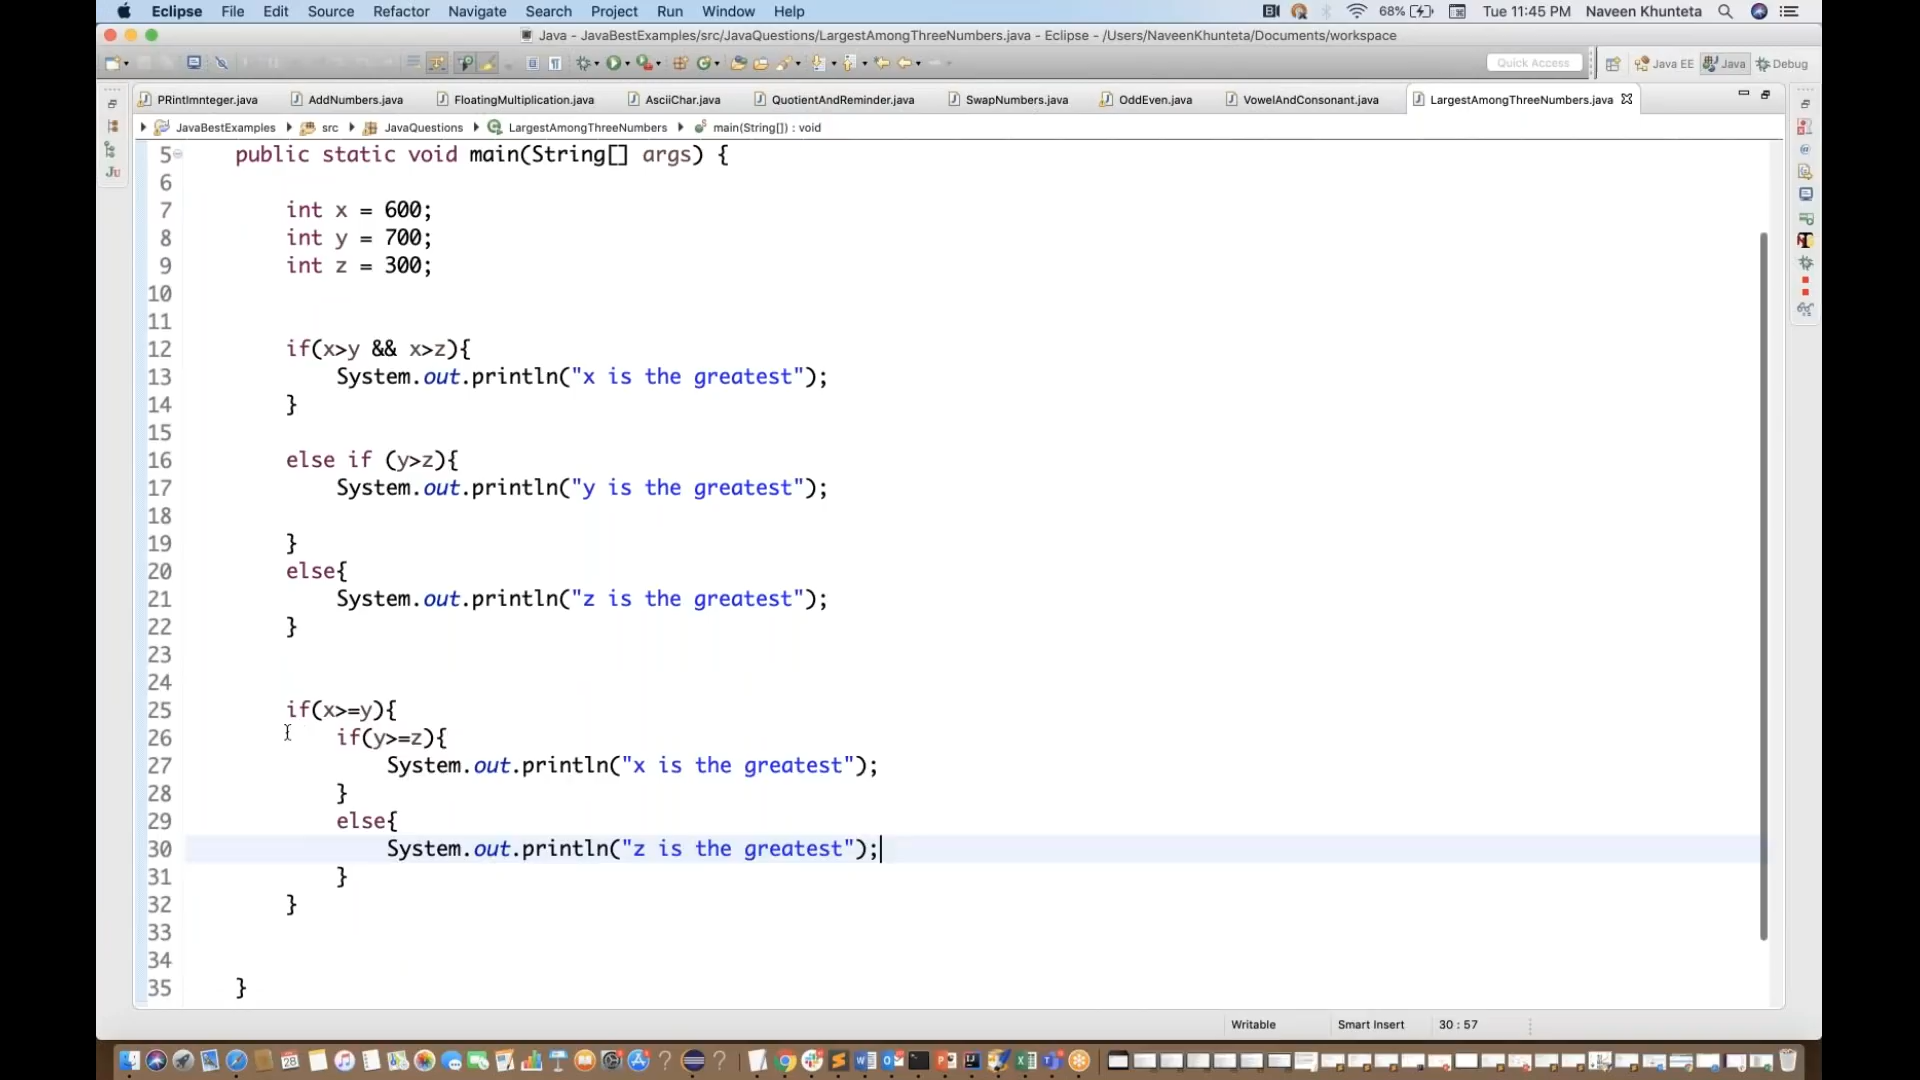 Eclipse File Edit Source Refactor Navigate Search Project Run Window Help 68% Tue 11:45 PM Naveen Khunteta
Java - JavaBestExamples/src/JavaQuestions/LargestAmongThreeNumbers.java - Eclipse - /Users/NaveenKhunteta/Documents/workspace
Quick Access Java EE Java Debug
PRintImnteger.java AddNumbers.java FloatingMultiplication.java AsciiChar.java QuotientAndReminder.java SwapNumbers.java OddEven.java VowelAndConsonant.java LargestAmongThreeNumbers.java
JavaBestExamples src JavaQuestions LargestAmongThreeNumbers main(String[]) : void
5 public static void main(String[] args) {
6
7 int x = 600;
8 int y = 700;
9 int z = 300;
10
11
12 if(x>y && x>z){
13 System.out.println("x is the greatest");
14 }
15
16 else if (y>z){
17 System.out.println("y is the greatest");
18
19 }
20 else{
21 System.out.println("z is the greatest");
22 }
23
24
25 if(x>=y){
26 if(y>=z){
27 System.out.println("x is the greatest");
28 }
29 else{
30 System.out.println("z is the greatest");
31 }
32 }
33
34
35 }
Writable Smart Insert 30 : 57